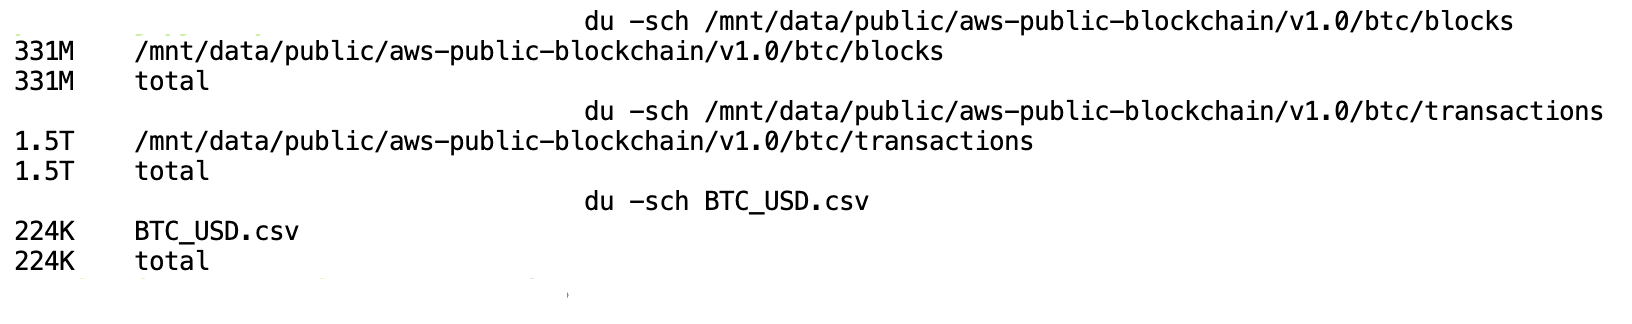 du -sch /mnt/data/public/aws-public-blockchain/v1.0/btc/blocks
331M    /mnt/data/public/aws-public-blockchain/v1.0/btc/blocks
331M    total
du -sch /mnt/data/public/aws-public-blockchain/v1.0/btc/transactions
1.5T    /mnt/data/public/aws-public-blockchain/v1.0/btc/transactions
1.5T    total
du -sch BTC_USD.csv
224K    BTC_USD.csv
224K    total